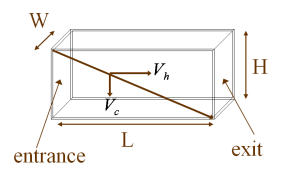 W
V_h
H
V_c
L
entrance
exit